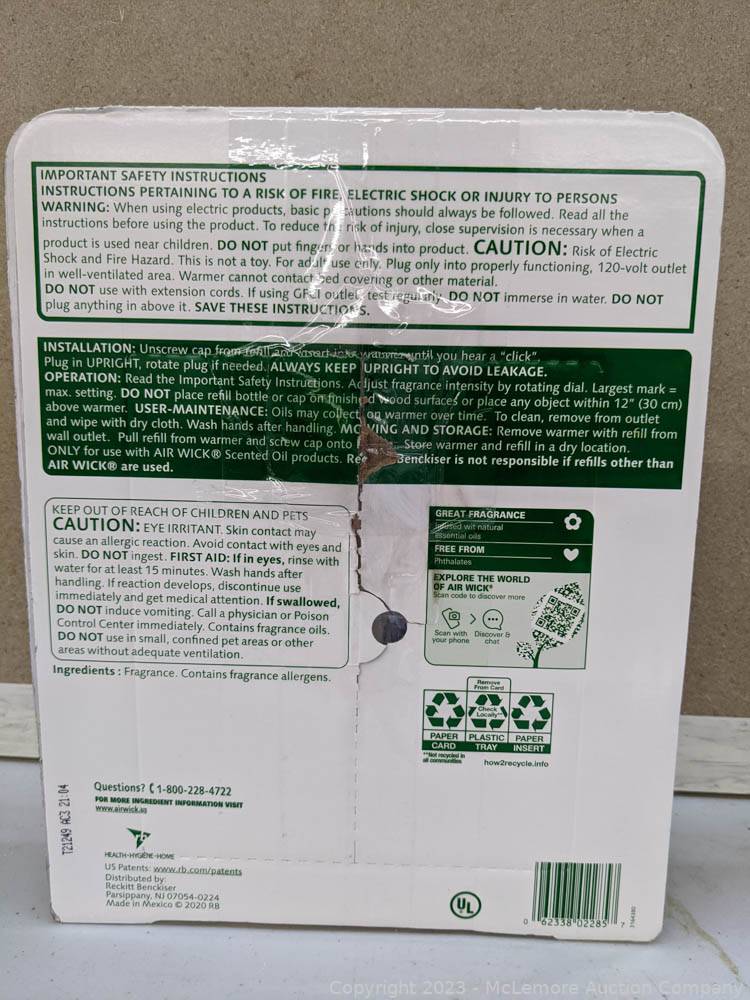 IMPORTANT SAFETY INSTRUCTIONS
INSTRUCTIONS PERTAINING TO A RISK OF FIRE, ELECTRIC SHOCK OR INJURY TO PERSONS
WARNING: When using electric products, basic precautions should always be followed. Read all the
instructions before using the product. To reduce the risk of injury, close supervision is necessary when a
product is used near children. DO NOT put finger or hands into product. CAUTION: Risk of Electric
Shock and Fire Hazard. This is not a toy. For adult use only. Plug only into properly functioning, 120-volt outlet
in well-ventilated area. Warmer cannot contact bed covering or other material.
DO NOT use with extension cords. If using GFCI outlet, test regularly. DO NOT immerse in water. DO NOT
plug anything in above it. SAVE THESE INSTRUCTIONS.
INSTALLATION: Unscrew cap from refill and insert into warmer until you hear a "click".
Plug in UPRIGHT, rotate plug if needed. ALWAYS KEEP UPRIGHT TO AVOID LEAKAGE.
OPERATION: Read the Important Safety Instructions. Adjust fragrance intensity by rotating dial. Largest mark =
max. setting. DO NOT place refill bottle or cap on finished wood surfaces or place any object within 12" (30 cm)
above warmer. USER-MAINTENANCE: Oils may collect on warmer over time. To clean, remove from outlet
and wipe with dry cloth. Wash hands after handling. MOVING AND STORAGE: Remove warmer with refill from
wall outlet. Pull refill from warmer and screw cap onto Store warmer and refill in a dry location.
ONLY for use with AIR WICK® Scented Oil products. Benckiser is not responsible if refills other than
AIR WICK® are used.
KEEP OUT OF REACH OF CHILDREN AND PETS
CAUTION: EYE IRRITANT. Skin contact may
cause an allergic reaction. Avoid contact with eyes and
skin. DO NOT ingest. FIRST AID: If in eyes, rinse with
water for at least 15 minutes. Wash hands after
handling. If reaction develops, discontinue use
immediately and get medical attention. If swallowed,
DO NOT induce vomiting. Call a physician or Poison
Control Center immediately. Contains fragrance oils.
DO NOT use in small, confined pet areas or other
areas without adequate ventilation.
Ingredients : Fragrance. Contains fragrance allergens.
GREAT FRAGRANCE
Infused wit natural
essential oils
FREE FROM
Phthalates
EXPLORE THE WORLD
OF AIR WICK®
Scan code to discover more
Scan with
your phone
Discover &
chat
Remove
From Card
Check
Locally**
PAPER
CARD
PLASTIC
TRAY
PAPER
INSERT
**Not recycled in
all communities
how2recycle.info
T21249 AC3 21:04
Questions? 1-800-228-4722
FOR MORE INGREDIENT INFORMATION VISIT
www.airwick.us
rb
HEALTH•HYGIENE•HOME
US Patents: www.rb.com/patents
Distributed by:
Reckitt Benckiser
Parsippany, NJ 07054-0224
Made in Mexico © 2020 RB
UL
0 62338 02285 7
Copyright 2023 - McLemore Auction Company